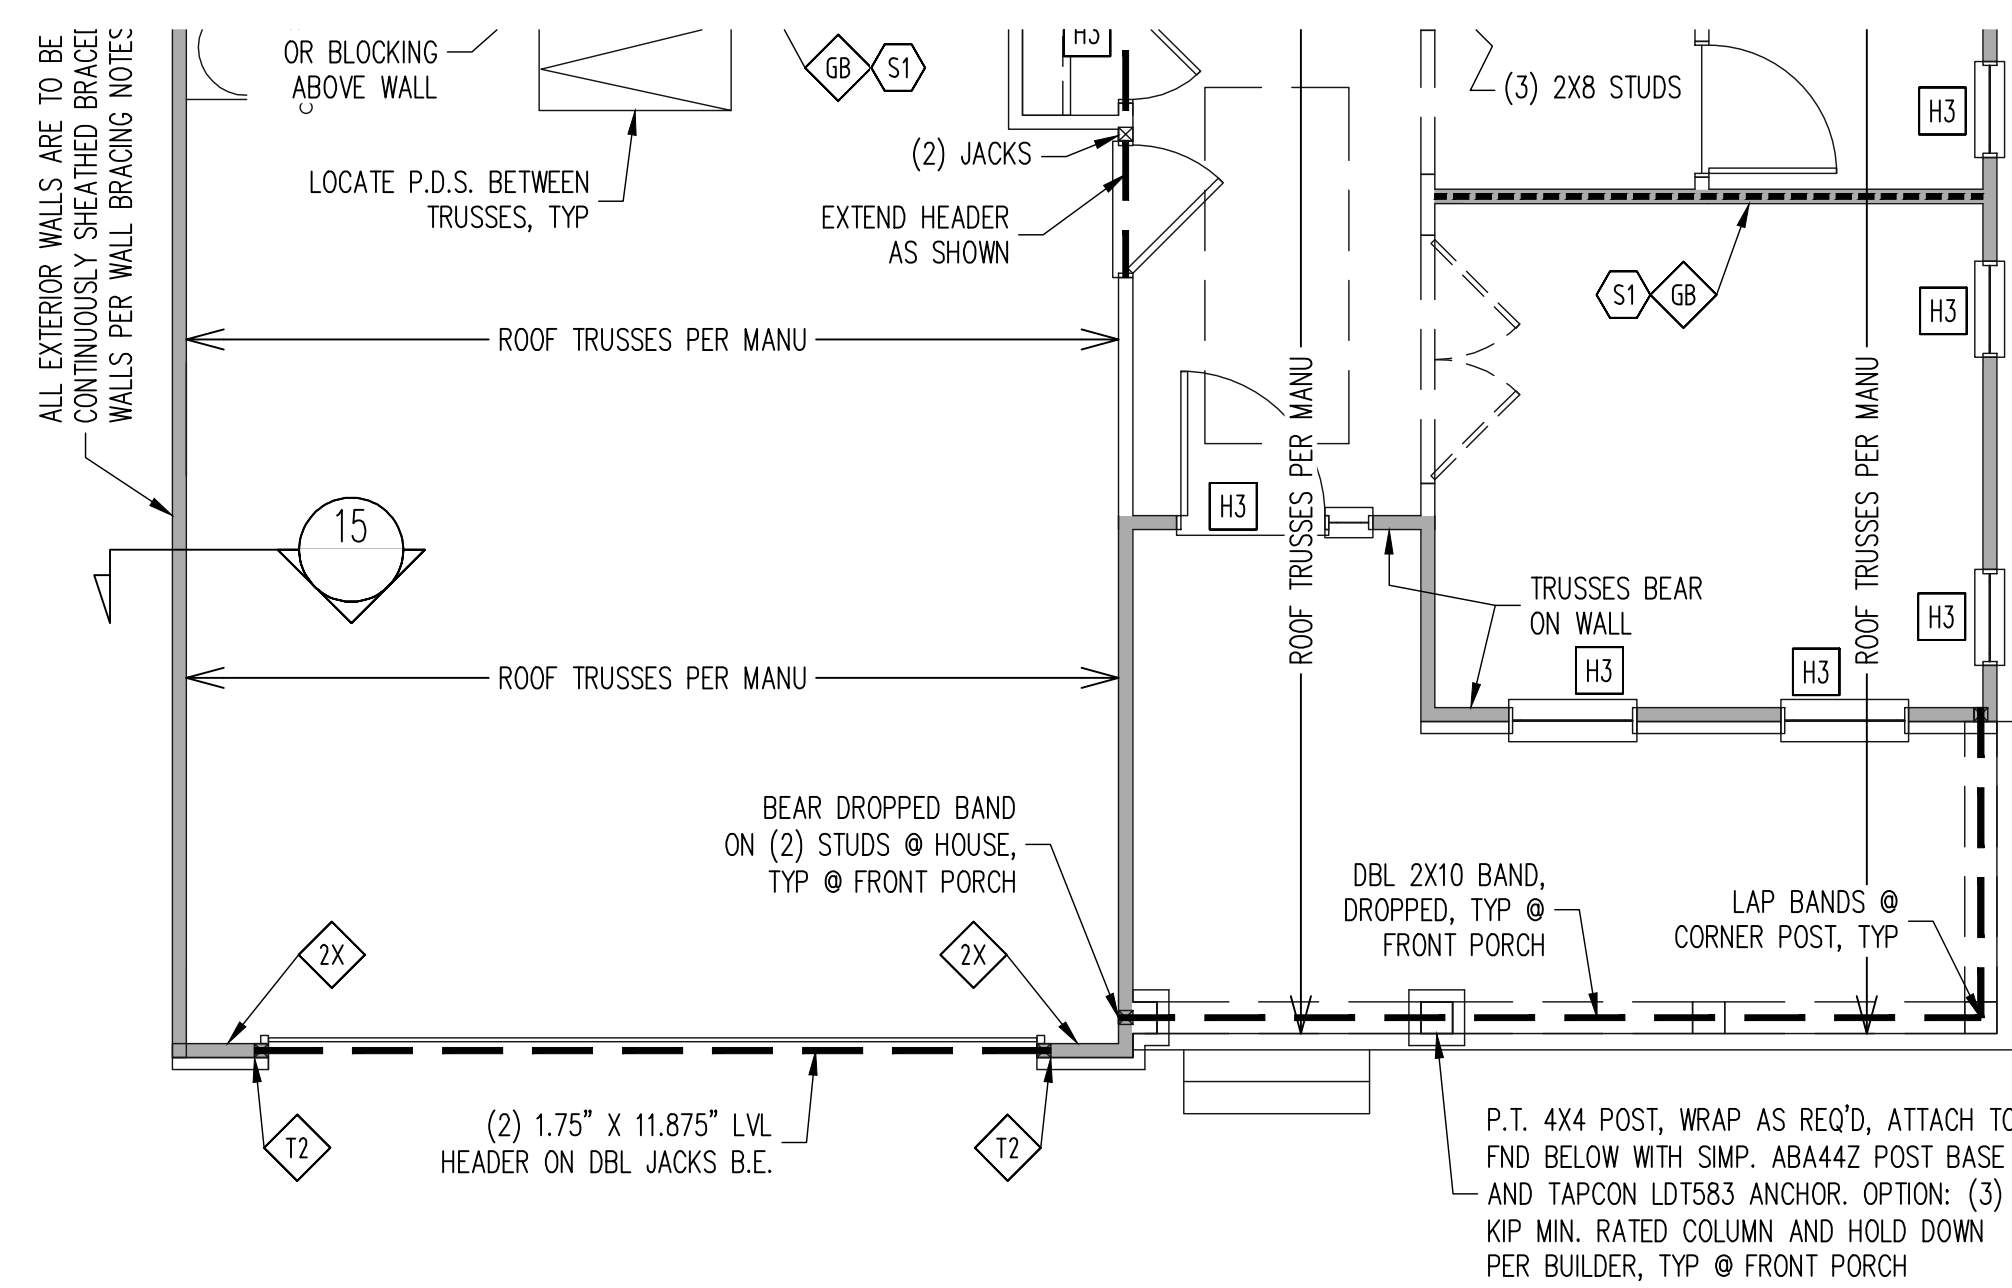 ALL EXTERIOR WALLS ARE TO BE
CONTINUOUSLY SHEATHED BRACED
WALLS PER WALL BRACING NOTES
OR BLOCKING
ABOVE WALL
GB
S1
H3
(3) 2X8 STUDS
H3
(2) JACKS
LOCATE P.D.S. BETWEEN
TRUSSES, TYP
EXTEND HEADER
AS SHOWN
S1
GB
H3
ROOF TRUSSES PER MANU
ROOF TRUSSES PER MANU
ROOF TRUSSES PER MANU
15
H3
TRUSSES BEAR
ON WALL
H3
H3
H3
ROOF TRUSSES PER MANU
BEAR DROPPED BAND
ON (2) STUDS @ HOUSE,
TYP @ FRONT PORCH
DBL 2X10 BAND,
DROPPED, TYP @
FRONT PORCH
LAP BANDS @
CORNER POST, TYP
2X
2X
T2
(2) 1.75” X 11.875” LVL
HEADER ON DBL JACKS B.E.
T2
P.T. 4X4 POST, WRAP AS REQ'D, ATTACH TO
FND BELOW WITH SIMP. ABA44Z POST BASE
AND TAPCON LDT583 ANCHOR. OPTION: (3)
KIP MIN. RATED COLUMN AND HOLD DOWN
PER BUILDER, TYP @ FRONT PORCH